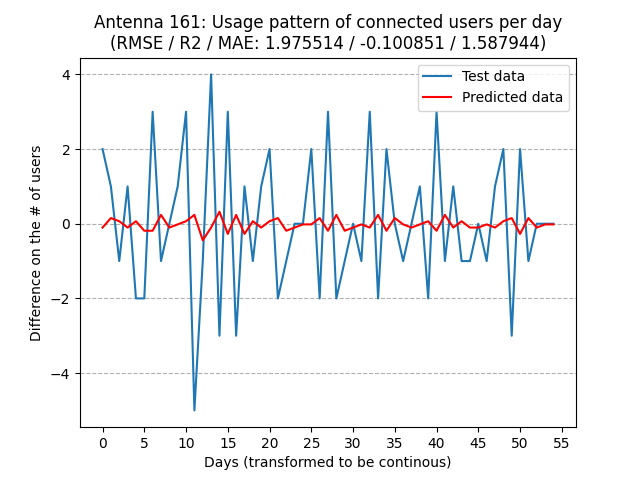 Antenna 161: Usage pattern of connected users per day
(RMSE / R2 / MAE: 1.975514 / -0.100851 / 1.587944)
Test data
Predicted data
Difference on the # of users
4
2
0
−2
−4
0 5 10 15 20 25 30 35 40 45 50 55
Days (transformed to be continous)